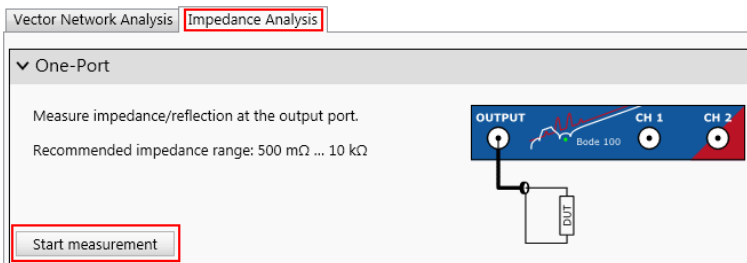 Vector Network Analysis Impedance Analysis
One-Port
Measure impedance/reflection at the output port.
Recommended impedance range: 500 mΩ ... 10 kΩ
OUTPUT CH 1 CH 2
Bode 100
DUT
Start measurement